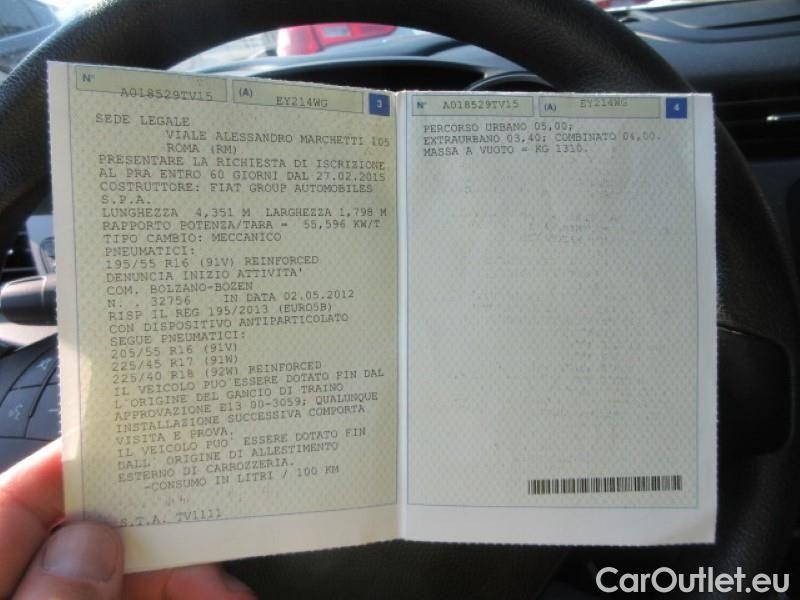 N° A018529TV15 (A) EY214WG 3
SEDE LEGALE
VIALE ALESSANDRO MARCHETTI 105
ROMA (RM)
PRESENTARE LA RICHIESTA DI ISCRIZIONE
AL PRA ENTRO 60 GIORNI DAL 27.02.2015
COSTRUTTORE: FIAT GROUP AUTOMOBILES
S.P.A.
LUNGHEZZA 4,351 M LARGHEZZA 1,798 M
RAPPORTO POTENZA/TARA = 55,596 KW/T
TIPO CAMBIO: MECCANICO
PNEUMATICI:
195/55 R16 (91V) REINFORCED
DENUNCIA INIZIO ATTIVITA'
COM. BOLZANO-BOZEN
N. . 32756 IN DATA 02.05.2012
RISP IL REG 195/2013 (EURO5B)
CON DISPOSITIVO ANTIPARTICOLATO
SEGUE PNEUMATICI:
205/55 R16 (91V)
225/45 R17 (91W)
225/40 R18 (92W) REINFORCED
IL VEICOLO PUO ESSERE DOTATO FIN DAL
L'ORIGINE DEL GANCIO DI TRAINO
APPROVAZIONE E13 00-3059; QUALUNQUE
INSTALLAZIONE SUCCESSIVA COMPORTA
VISITA E PROVA.
IL VEICOLO PUO' ESSERE DOTATO FIN
DALL'ORIGINE DI ALLESTIMENTO
ESTERNO DI CARROZZERIA.
-CONSUMO IN LITRI / 100 KM
S.T.A. TV1111
N° A018529TV15 (A) EY214WG 4
PERCORSO URBANO 05,00;
EXTRAURBANO 03,40; COMBINATO 04,00.
MASSA A VUOTO = KG 1310.
CarOutlet.eu